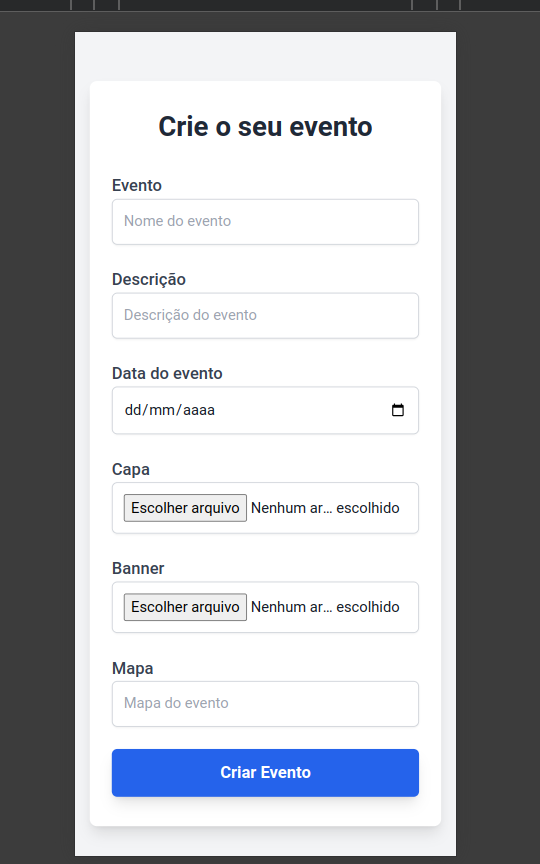 Crie o seu evento
Evento
Nome do evento
Descrição
Descrição do evento
Data do evento
dd/mm/aaaa
Capa
Escolher arquivo Nenhum ar... escolhido
Banner
Escolher arquivo Nenhum ar... escolhido
Mapa
Mapa do evento
Criar Evento